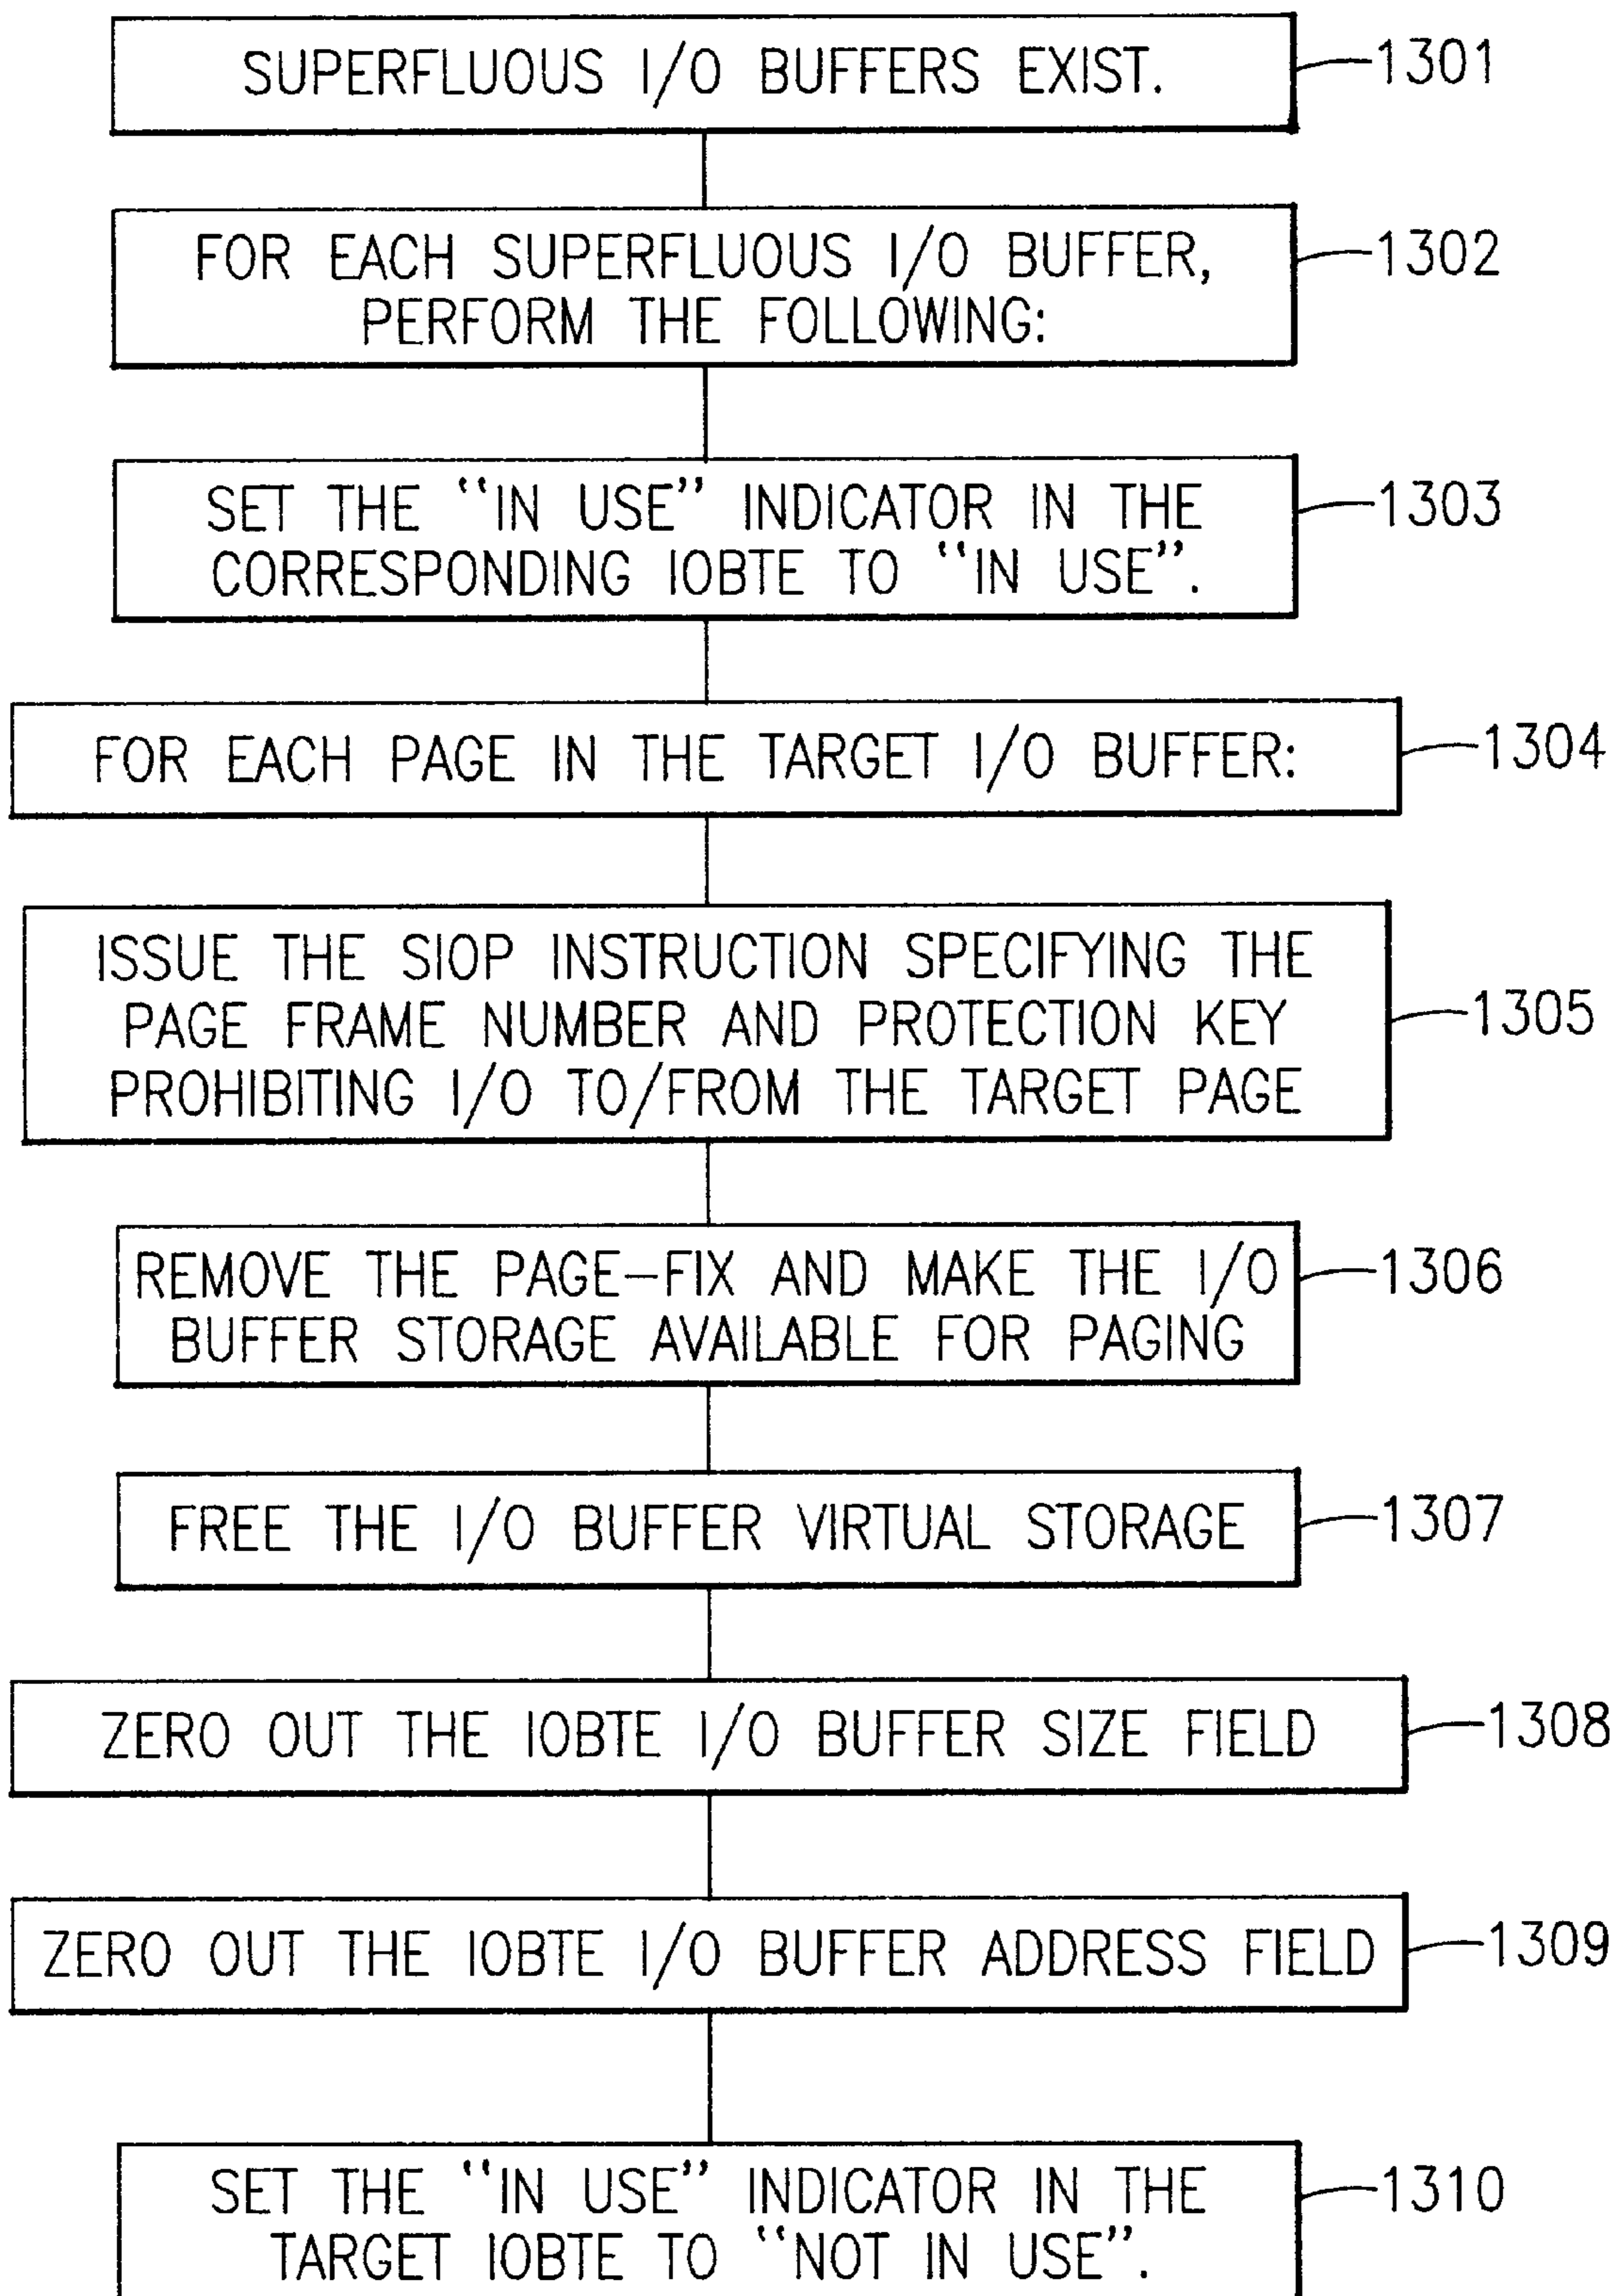 SUPERFLUOUS I/O BUFFERS EXIST.
1301
FOR EACH SUPERFLUOUS I/O BUFFER,
PERFORM THE FOLLOWING:
1302
SET THE “IN USE” INDICATOR IN THE
CORRESPONDING IOBTE TO “IN USE”.
1303
FOR EACH PAGE IN THE TARGET I/O BUFFER:
1304
ISSUE THE SIOP INSTRUCTION SPECIFYING THE
PAGE FRAME NUMBER AND PROTECTION KEY
PROHIBITING I/O TO/FROM THE TARGET PAGE
1305
REMOVE THE PAGE-FIX AND MAKE THE I/O
BUFFER STORAGE AVAILABLE FOR PAGING
1306
FREE THE I/O BUFFER VIRTUAL STORAGE
1307
ZERO OUT THE IOBTE I/O BUFFER SIZE FIELD
1308
ZERO OUT THE IOBTE I/O BUFFER ADDRESS FIELD
1309
SET THE “IN USE” INDICATOR IN THE
TARGET IOBTE TO “NOT IN USE”.
1310